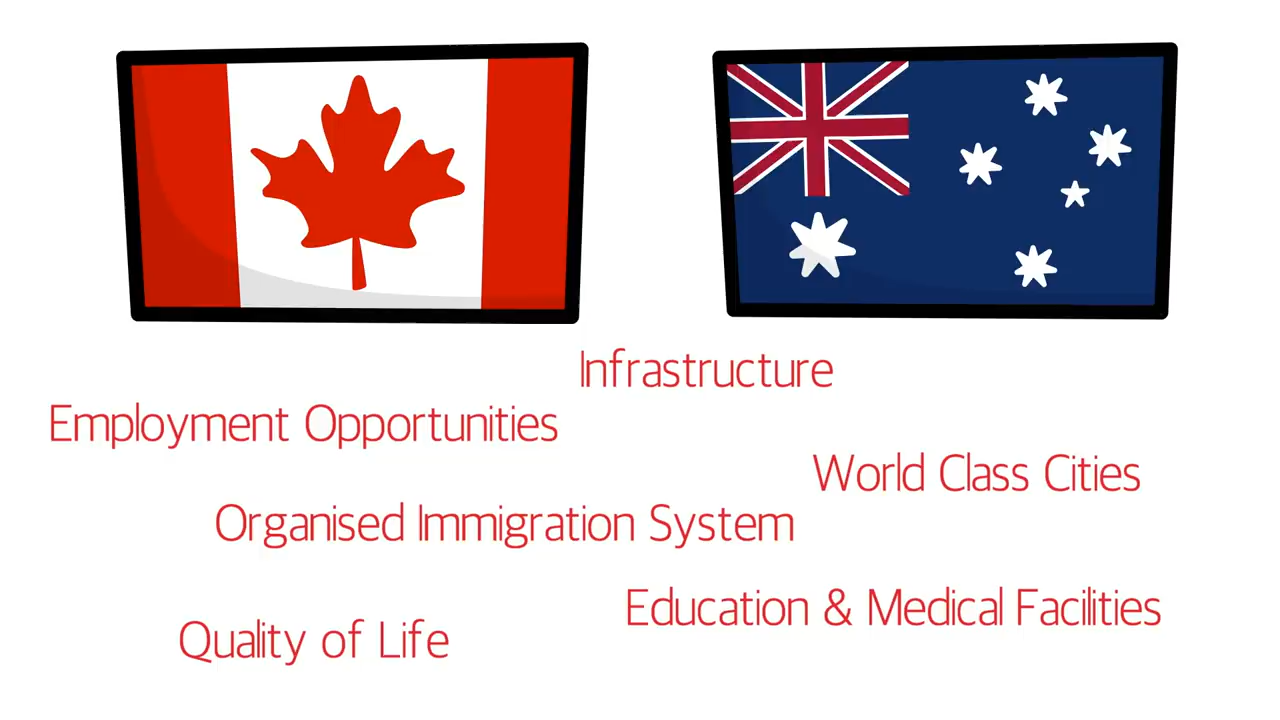 Infrastructure
Employment Opportunities
World Class Cities
Organised Immigration System
Education & Medical Facilities
Quality of Life